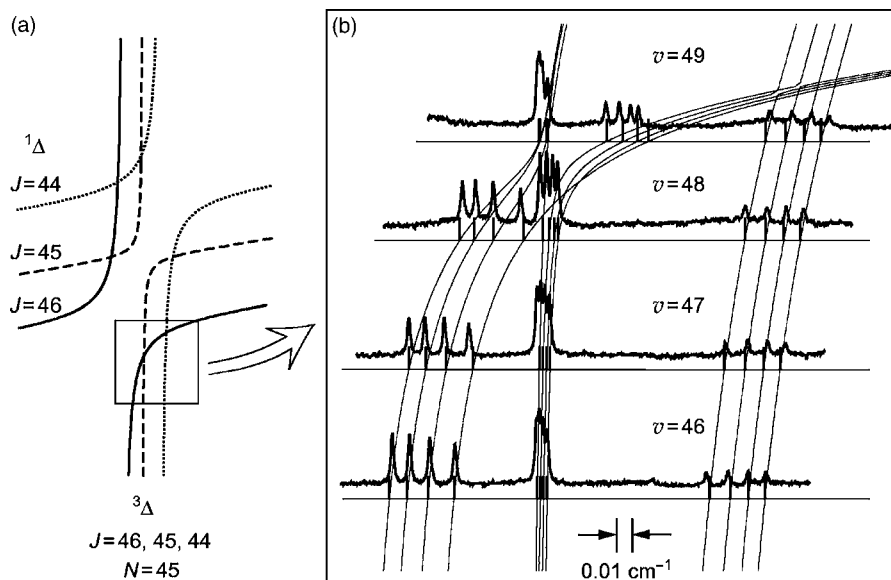 (a)
¹Δ
J=44
J=45
J=46
³Δ
J=46, 45, 44
N=45
(b)
v=49
v=48
v=47
v=46
0.01 cm⁻¹